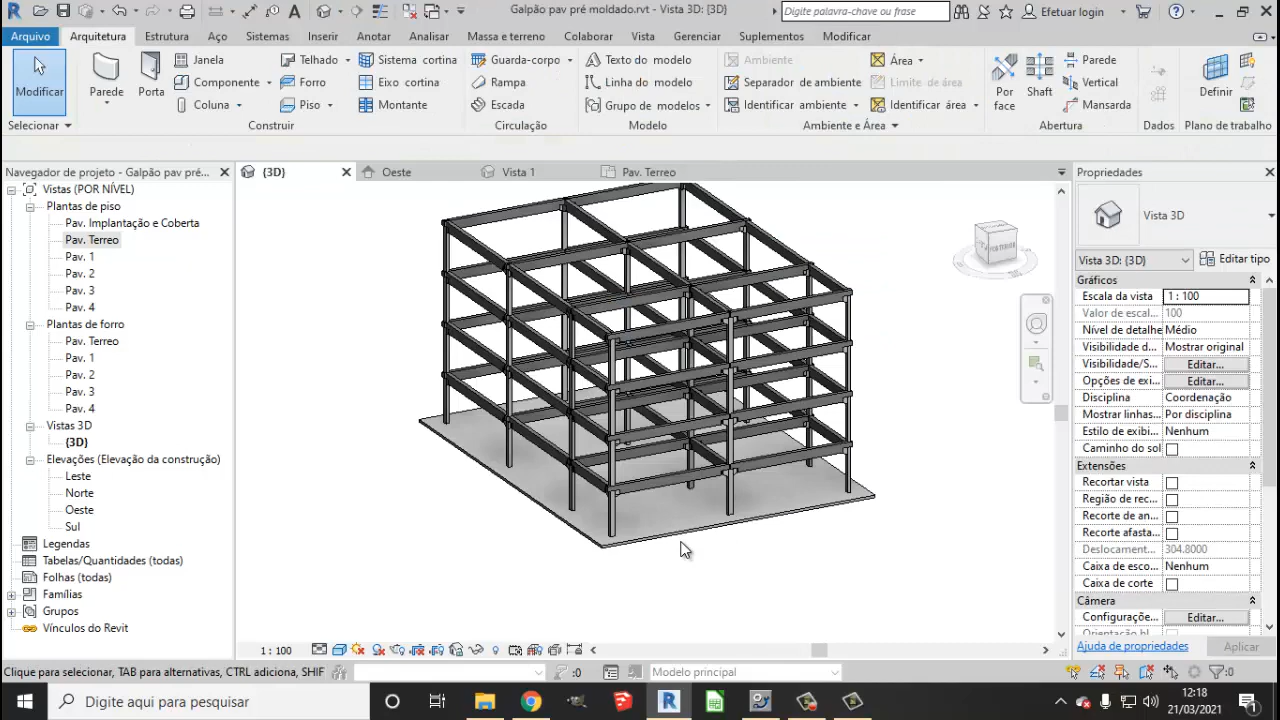 Galpão pav pré moldado.rvt - Vista 3D: {3D}
Digite palavra-chave ou frase
Efetuar login
Arquivo Arquitetura Estrutura Aço Sistemas Inserir Anotar Analisar Massa e terreno Colaborar Vista Gerenciar Suplementos Modificar
Janela Telhado Sistema cortina Guarda-corpo Texto do modelo Ambiente Área Parede
Modificar Parede Porta Componente Forro Eixo cortina Rampa Linha do modelo Separador de ambiente Limite de área Por face Shaft Vertical Definir
Coluna Piso Montante Escada Grupo de modelos Identificar ambiente Identificar área Mansarda
Selecionar Construir Circulação Modelo Ambiente e Área Abertura Dados Plano de trabalho
Navegador de projeto - Galpão pav pré...
{3D} Oeste Vista 1 Pav. Terreo
Propriedades
Vistas (POR NÍVEL)
Plantas de piso
Pav. Implantação e Coberta
Pav. Terreo
Pav. 1
Pav. 2
Pav. 3
Pav. 4
Plantas de forro
Pav. Terreo
Pav. 1
Pav. 2
Pav. 3
Pav. 4
Vistas 3D
{3D}
Elevações (Elevação da construção)
Leste
Norte
Oeste
Sul
Legendas
Tabelas/Quantidades (todas)
Folhas (todas)
Famílias
Grupos
Vínculos do Revit
Vista 3D
Vista 3D: {3D} Editar tipo
Gráficos
Escala da vista 1 : 100
Valor de escal... 100
Nível de detalhe Médio
Visibilidade d... Mostrar original
Visibilidade/S... Editar...
Opções de exi... Editar...
Disciplina Coordenação
Mostrar linhas... Por disciplina
Estilo de exibi... Nenhum
Caminho do sol
Extensões
Recortar vista
Região de rec...
Recorte de an...
Recorte afasta...
Deslocament... 304.8000
Caixa de esco... Nenhum
Caixa de corte
Câmera
Configuraçõe... Editar...
Ajuda de propriedades Aplicar
1 : 100
Clique para selecionar, TAB para alternativas, CTRL adiciona, SHIF
:0
Modelo principal
:0
Digite aqui para pesquisar
12:18
21/03/2021